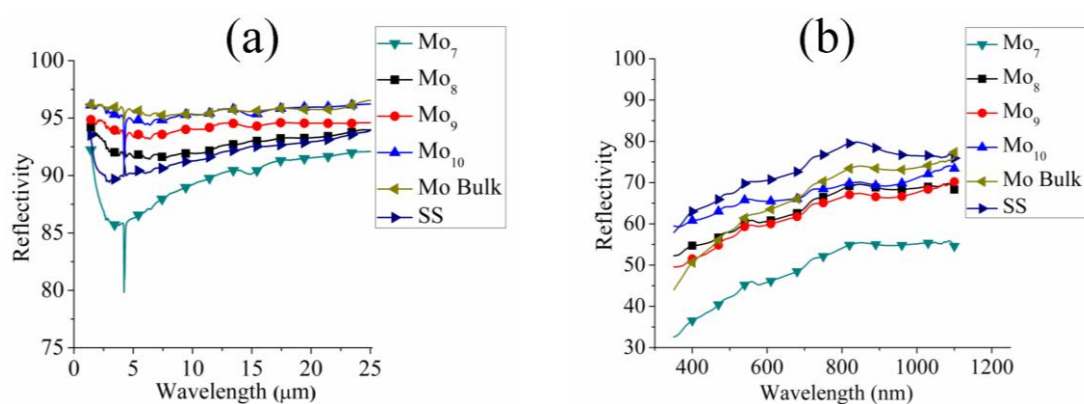 (a)
Mo7
Mo8
Mo9
Mo10
Mo Bulk
SS
100
95
90
85
80
75
Reflectivity
0 5 10 15 20 25
Wavelength (μm)
(b)
Mo7
Mo8
Mo9
Mo10
Mo Bulk
SS
100
90
80
70
60
50
40
30
Reflectivity
400 600 800 1000 1200
Wavelength (nm)